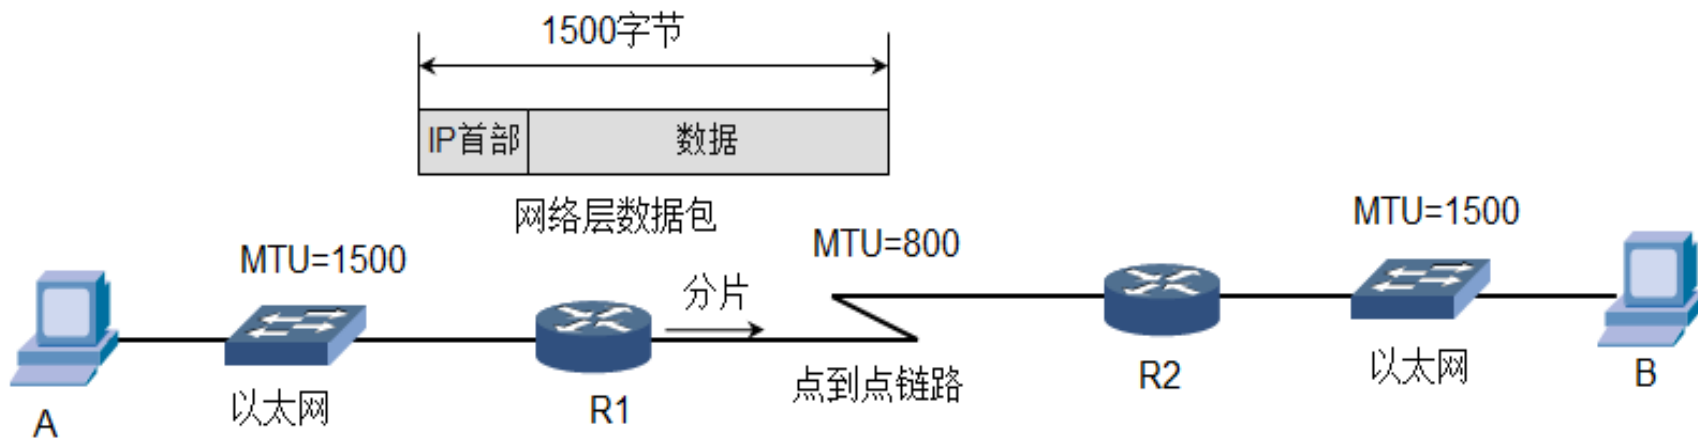 1500字节
IP首部 数据
网络层数据包
MTU=1500
MTU=800
MTU=1500
分片
以太网
点到点链路
以太网
A
R1
R2
B